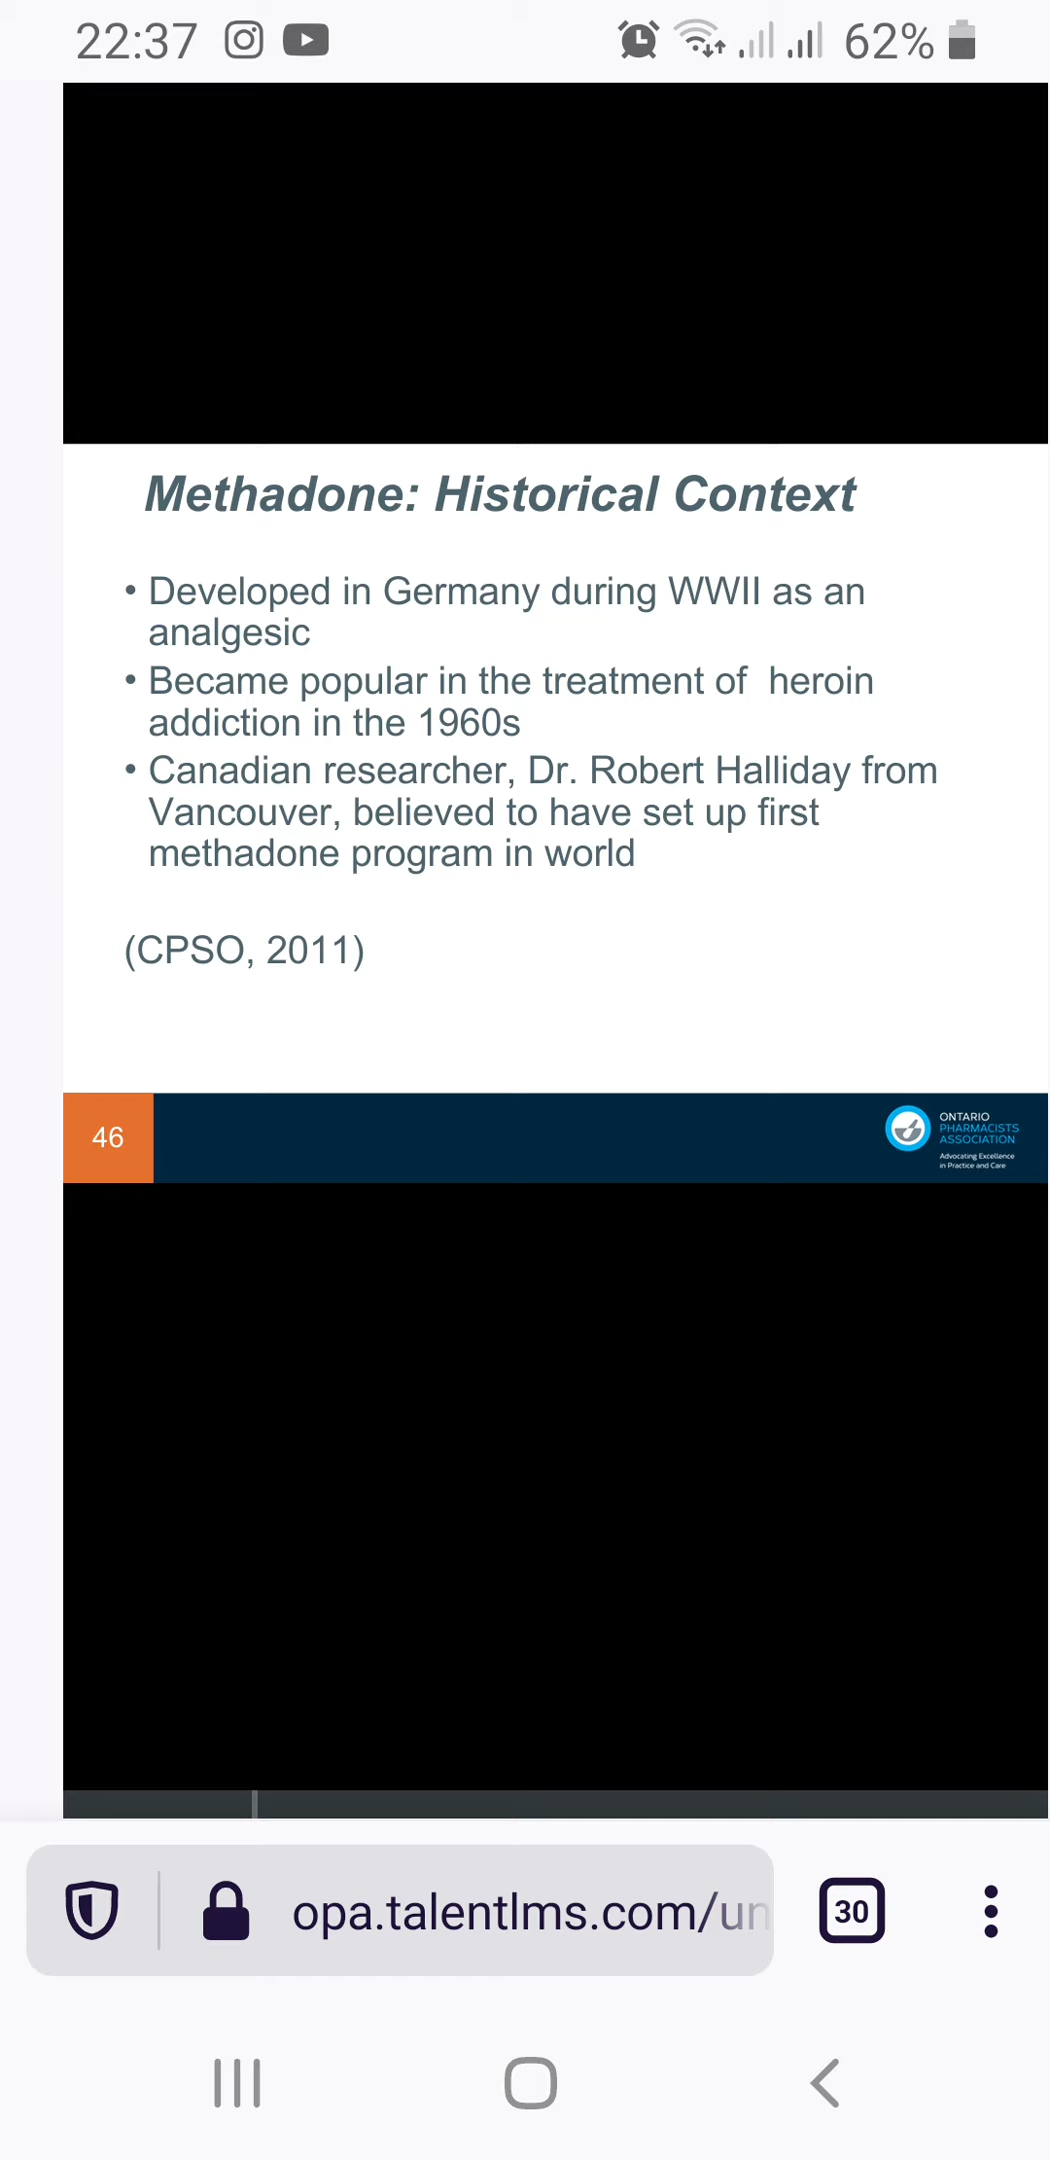 22:37 62%
Methadone: Historical Context
• Developed in Germany during WWII as an
analgesic
• Became popular in the treatment of heroin
addiction in the 1960s
• Canadian researcher, Dr. Robert Halliday from
Vancouver, believed to have set up first
methadone program in world
(CPSO, 2011)
46
ONTARIO
PHARMACISTS
ASSOCIATION
Advocating Excellence
in Practice and Care
opa.talentlms.com/un
30